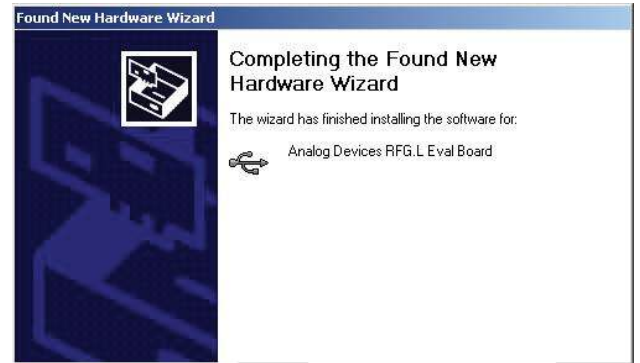 Found New Hardware Wizard
Completing the Found New
Hardware Wizard
The wizard has finished installing the software for:
Analog Devices RFG.L Eval Board